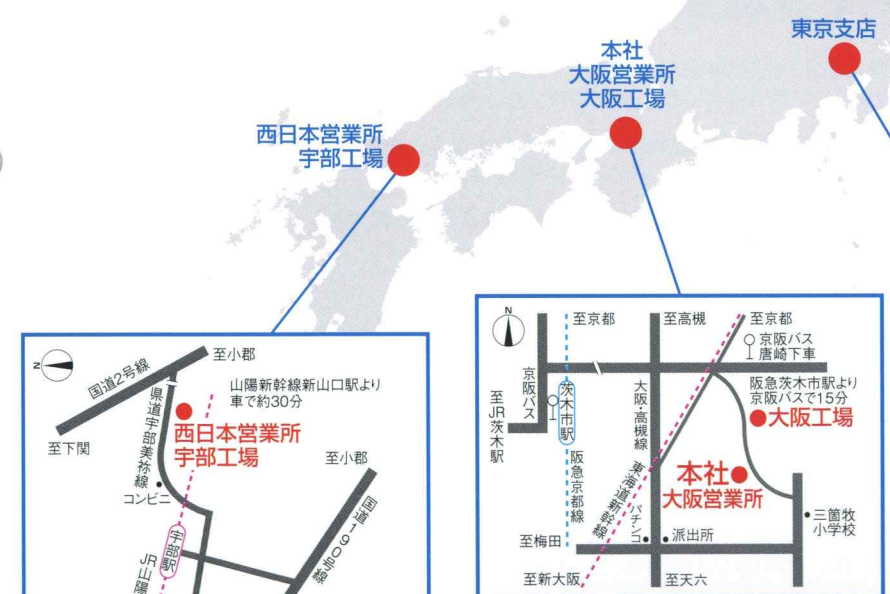 東京支店
本社
大阪営業所
大阪工場
西日本営業所
宇部工場
N
国道2号線
至小郡
山陽新幹線新山口駅より
車で約30分
県道宇部美祢線
西日本営業所
宇部工場
至下関
至小郡
コンビニ
国道190号線
宇部駅
JR山陽
N
至京都
至高槻
至京都
京阪バス
唐崎下車
京阪バス
茨木市駅
大阪・高槻線
阪急茨木市駅より
京阪バスで15分
大阪工場
至JR茨木駅
阪急京都線
東海道新幹線
本社
大阪営業所
パチンコ
派出所
三箇牧
小学校
至梅田
至新大阪
至天六